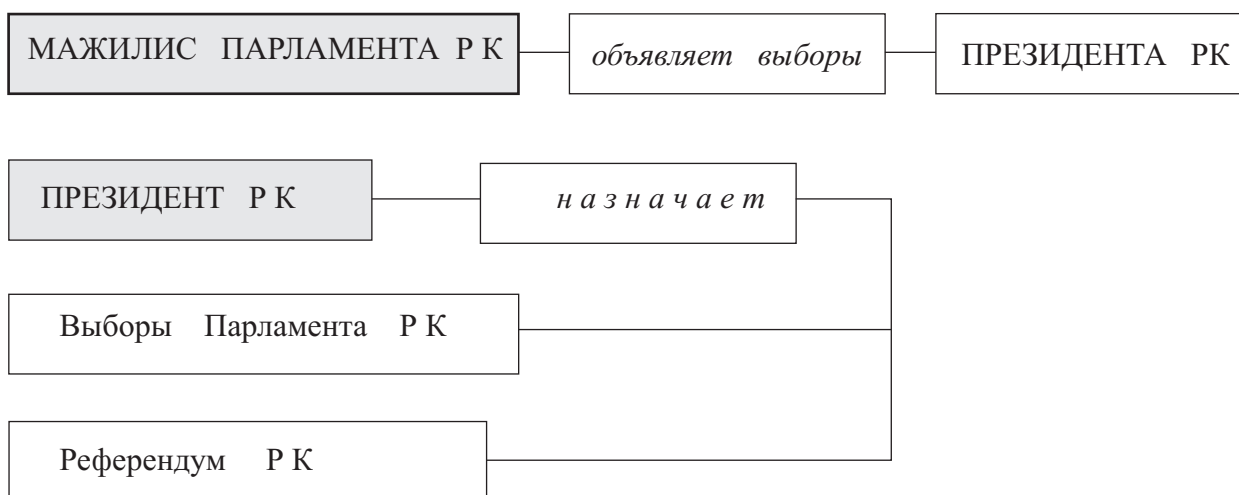 МАЖИЛИС ПАРЛАМЕНТА Р К объявляет выборы ПРЕЗИДЕНТА РК
ПРЕЗИДЕНТ Р К н а з н а ч а е т
Выборы Парламента Р К
Референдум Р К